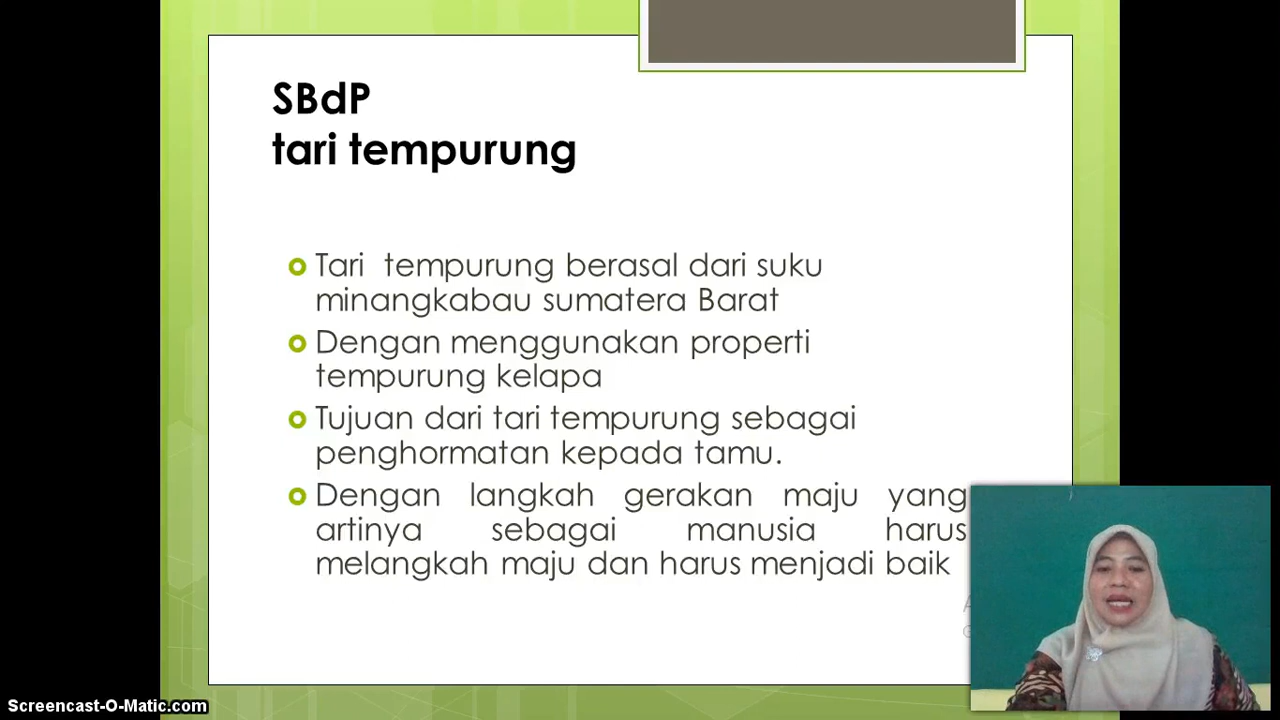 SBdP
tari tempurung
Tari tempurung berasal dari suku
minangkabau sumatera Barat
Dengan menggunakan properti
tempurung kelapa
Tujuan dari tari tempurung sebagai
penghormatan kepada tamu.
Dengan langkah gerakan maju yang
artinya sebagai manusia harus
melangkah maju dan harus menjadi baik
Screencast-O-Matic.com